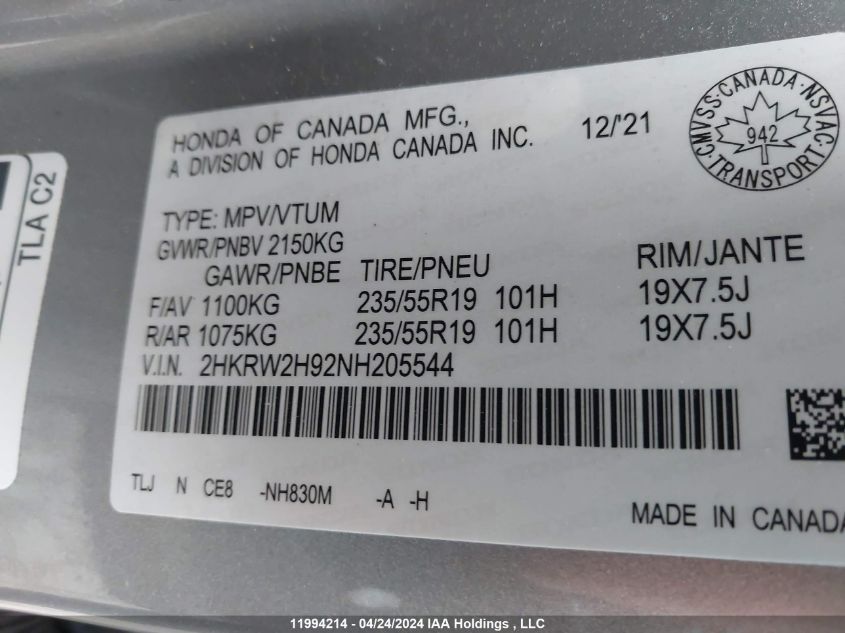 HONDA OF CANADA MFG.,
A DIVISION OF HONDA CANADA INC. 12/'21
CMVSS·CANADA·NSVAC
942
TRANSPORT
TLA C2
TYPE: MPV/VTUM
GVWR/PNBV 2150KG
GAWR/PNBE TIRE/PNEU RIM/JANTE
F/AV 1100KG 235/55R19 101H 19X7.5J
R/AR 1075KG 235/55R19 101H 19X7.5J
V.I.N. 2HKRW2H92NH205544
TLJ N CE8 -NH830M -A -H
MADE IN CANADA
11994214 - 04/24/2024 IAA Holdings , LLC